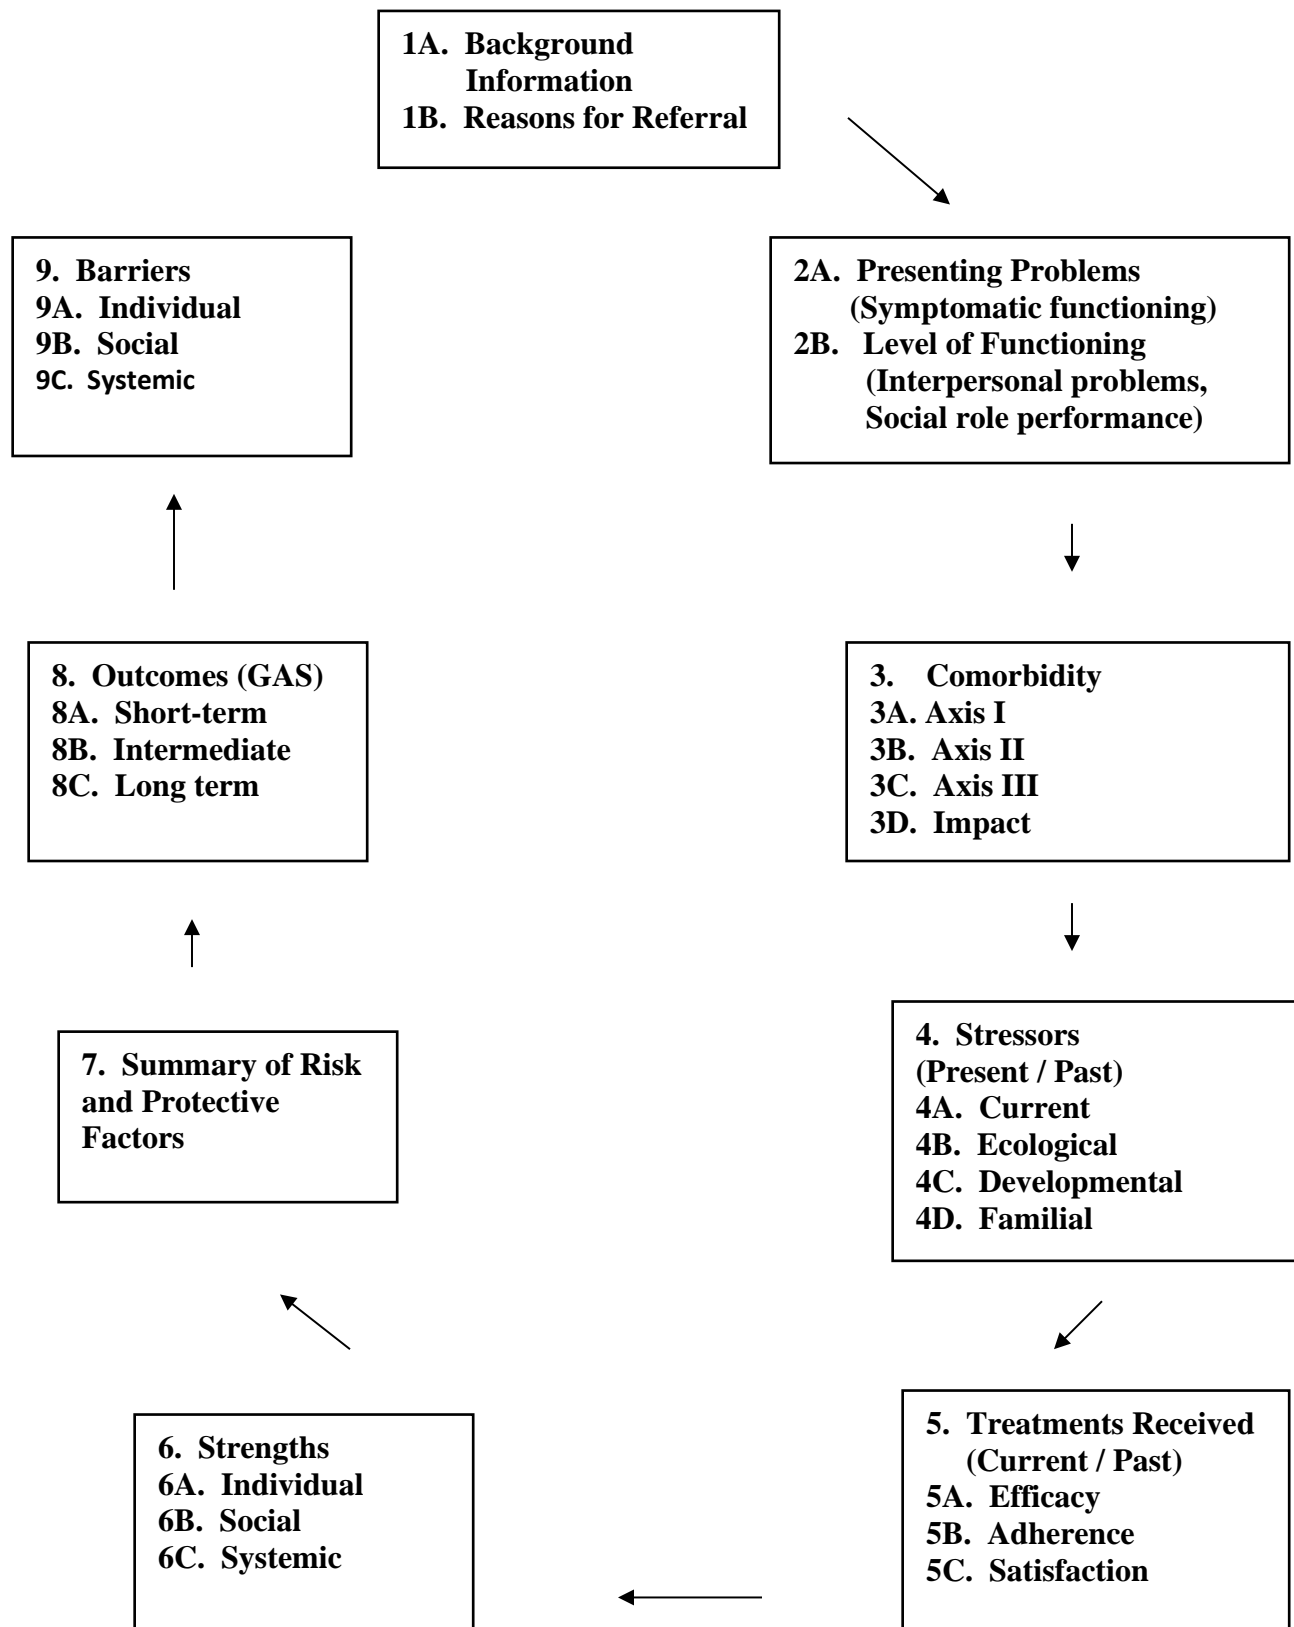 1A. Background
Information
1B. Reasons for Referral
2A. Presenting Problems
(Symptomatic functioning)
2B. Level of Functioning
(Interpersonal problems,
Social role performance)
3. Comorbidity
3A. Axis I
3B. Axis II
3C. Axis III
3D. Impact
4. Stressors
(Present / Past)
4A. Current
4B. Ecological
4C. Developmental
4D. Familial
5. Treatments Received
(Current / Past)
5A. Efficacy
5B. Adherence
5C. Satisfaction
6. Strengths
6A. Individual
6B. Social
6C. Systemic
7. Summary of Risk
and Protective
Factors
8. Outcomes (GAS)
8A. Short-term
8B. Intermediate
8C. Long term
9. Barriers
9A. Individual
9B. Social
9C. Systemic